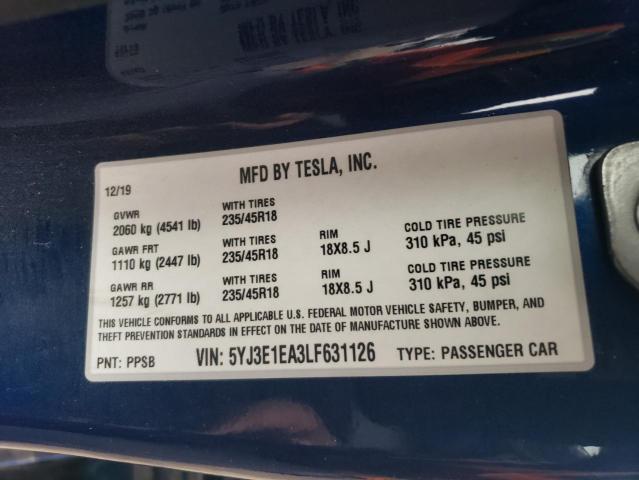 MFD BY TESLA, INC.
12/19
GVWR WITH TIRES
2060 kg (4541 lb) 235/45R18
GAWR FRT WITH TIRES RIM COLD TIRE PRESSURE
1110 kg (2447 lb) 235/45R18 18X8.5 J 310 kPa, 45 psi
GAWR RR WITH TIRES RIM COLD TIRE PRESSURE
1257 kg (2771 lb) 235/45R18 18X8.5 J 310 kPa, 45 psi
THIS VEHICLE CONFORMS TO ALL APPLICABLE U.S. FEDERAL MOTOR VEHICLE SAFETY, BUMPER, AND
THEFT PREVENTION STANDARDS IN EFFECT ON THE DATE OF MANUFACTURE SHOWN ABOVE.
PNT: PPSB VIN: 5YJ3E1EA3LF631126 TYPE: PASSENGER CAR